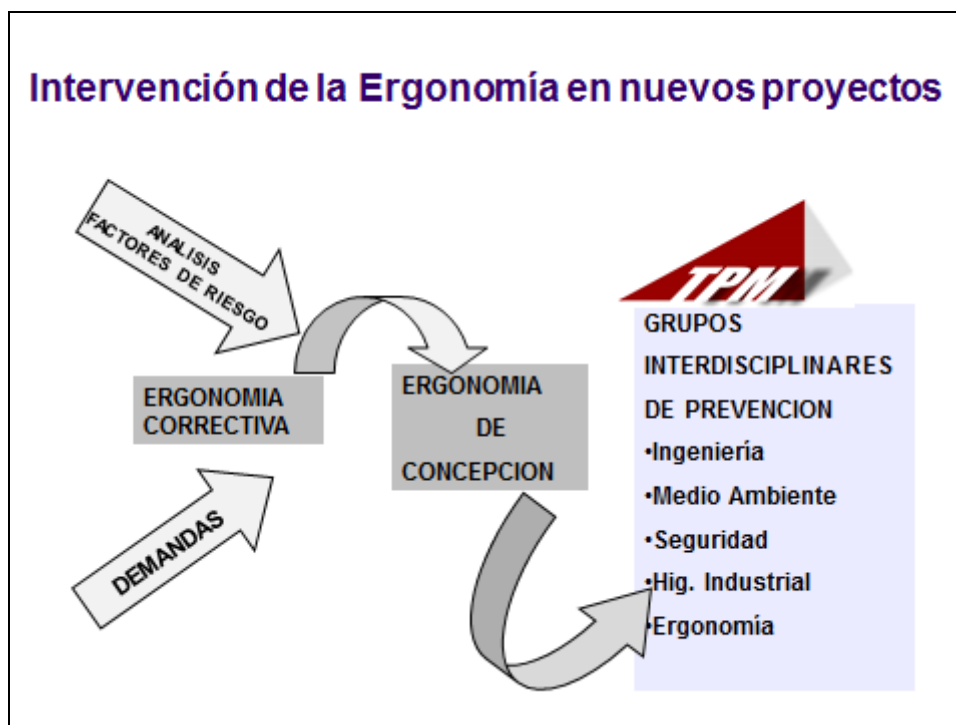 Intervención de la Ergonomía en nuevos proyectos
ANALISIS
FACTORES DE RIESGO
ERGONOMIA
CORRECTIVA
DEMANDAS
ERGONOMIA
DE
CONCEPCION
TPM
GRUPOS
INTERDISCIPLINARES
DE PREVENCION
•Ingeniería
•Medio Ambiente
•Seguridad
•Hig. Industrial
•Ergonomía